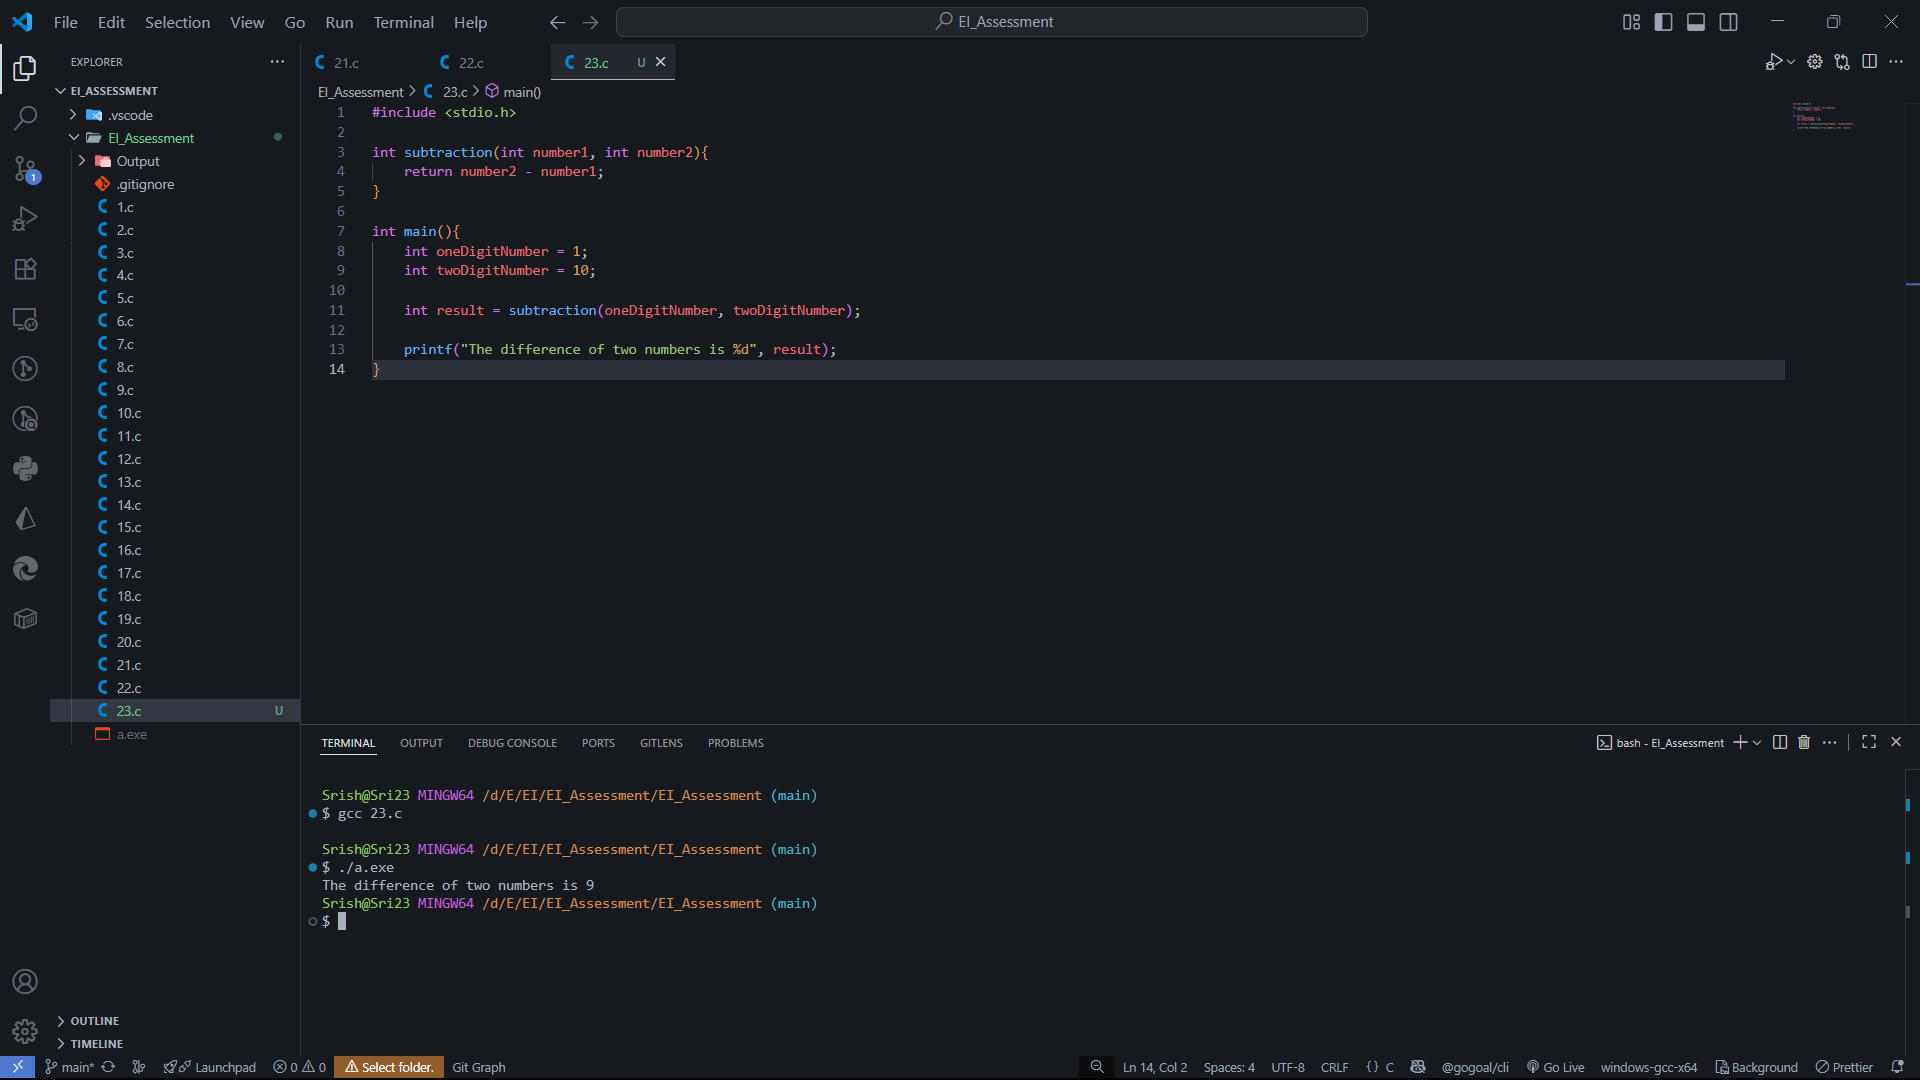 File Edit Selection View Go Run Terminal Help
EI_Assessment
EXPLORER
EI_ASSESSMENT
.vscode
EI_Assessment
Output
.gitignore
1.c
2.c
3.c
4.c
5.c
6.c
7.c
8.c
9.c
10.c
11.c
12.c
13.c
14.c
15.c
16.c
17.c
18.c
19.c
20.c
21.c
22.c
23.c U
a.exe
OUTLINE
TIMELINE
1
21.c 22.c 23.c U
EI_Assessment > 23.c > main()
1 #include <stdio.h>
2
3 int subtraction(int number1, int number2){
4 return number2 - number1;
5 }
6
7 int main(){
8 int oneDigitNumber = 1;
9 int twoDigitNumber = 10;
10
11 int result = subtraction(oneDigitNumber, twoDigitNumber);
12
13 printf("The difference of two numbers is %d", result);
14 }
TERMINAL OUTPUT DEBUG CONSOLE PORTS GITLENS PROBLEMS
bash - EI_Assessment
Srish@Sri23 MINGW64 /d/E/EI/EI_Assessment/EI_Assessment (main)
$ gcc 23.c
Srish@Sri23 MINGW64 /d/E/EI/EI_Assessment/EI_Assessment (main)
$ ./a.exe
The difference of two numbers is 9
Srish@Sri23 MINGW64 /d/E/EI/EI_Assessment/EI_Assessment (main)
$
main* Launchpad 0 0 Select folder. Git Graph Ln 14, Col 2 Spaces: 4 UTF-8 CRLF {} C @gogoal/cli Go Live windows-gcc-x64 Background Prettier